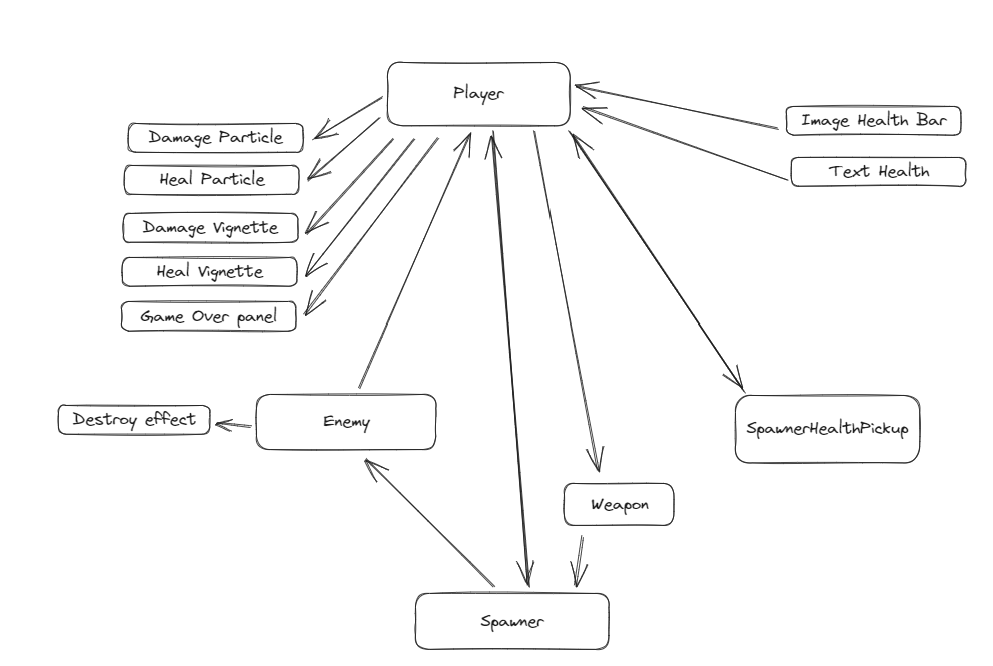 Player
Image Health Bar
Damage Particle
Text Health
Heal Particle
Damage Vignette
Heal Vignette
Game Over panel
Destroy effect
Enemy
SpawnerHealthPickup
Weapon
Spawner